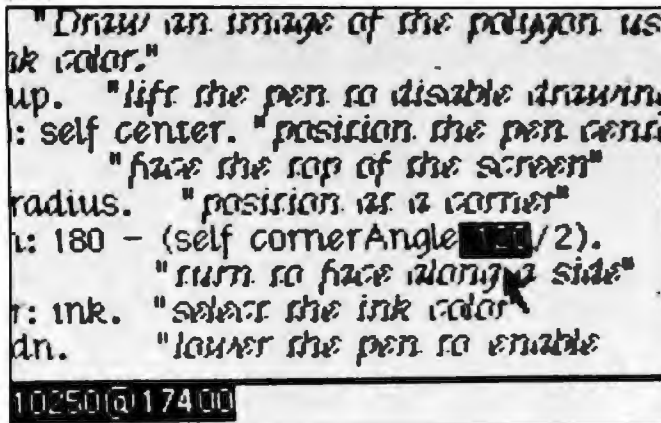 "Draw an image of the polygon us
nk color."
up. "lift the pen to disable drawin
: self center. "position the pen cent
"face the top of the screen"
radius. "position at a corner"
n: 180 - (self cornerAngle /2).
"turn to face along a side"
r: ink. "select the ink color"
dn. "lower the pen to enable
10250@17400